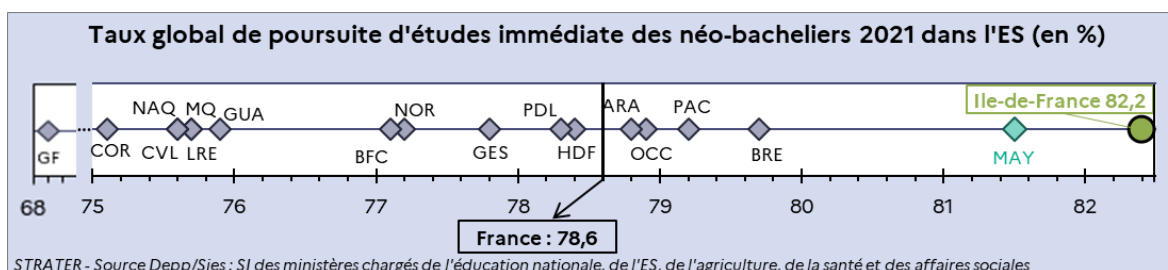 Taux global de poursuite d'études immédiate des néo-bacheliers 2021 dans l'ES (en %)
Ile-de-France 82,2
NAQ MQ GUA NOR PDL ARA PAC
GF COR CVL LRE BFC GES HDF OCC BRE MAY
68 75 76 77 78 79 80 81 82
France : 78,6
STRATER - Source Depp/Sies : SI des ministères chargés de l'éducation nationale, de l'ES, de l'agriculture, de la santé et des affaires sociales